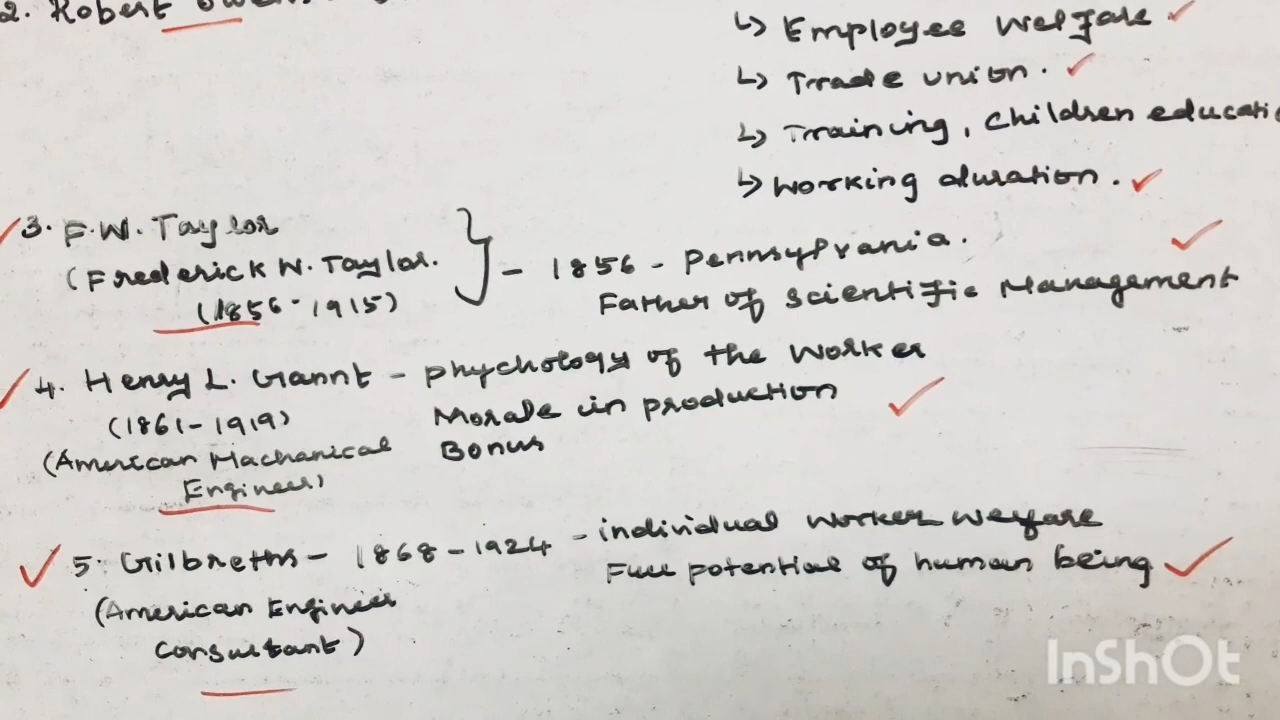 2. Robert Owens
↳ Employee Welfare
↳ Trade union.
↳ Training, Children educatio
↳ Working duration.
3. F.W. Taylor
(Frederick W. Taylor.
(1856-1915)
- 1856 - Pennsylvania.
Father of Scientific Management
4. Henry L. Gannt - Phychology of the Worker
(1861-1919)
Morale in production
(American Machanical
Bonus
Engineer)
5. Gilbreths - 1868-1924 - individual Worker Welfare
Full potential of human being
(American Engineer
Consultant)
InShOt